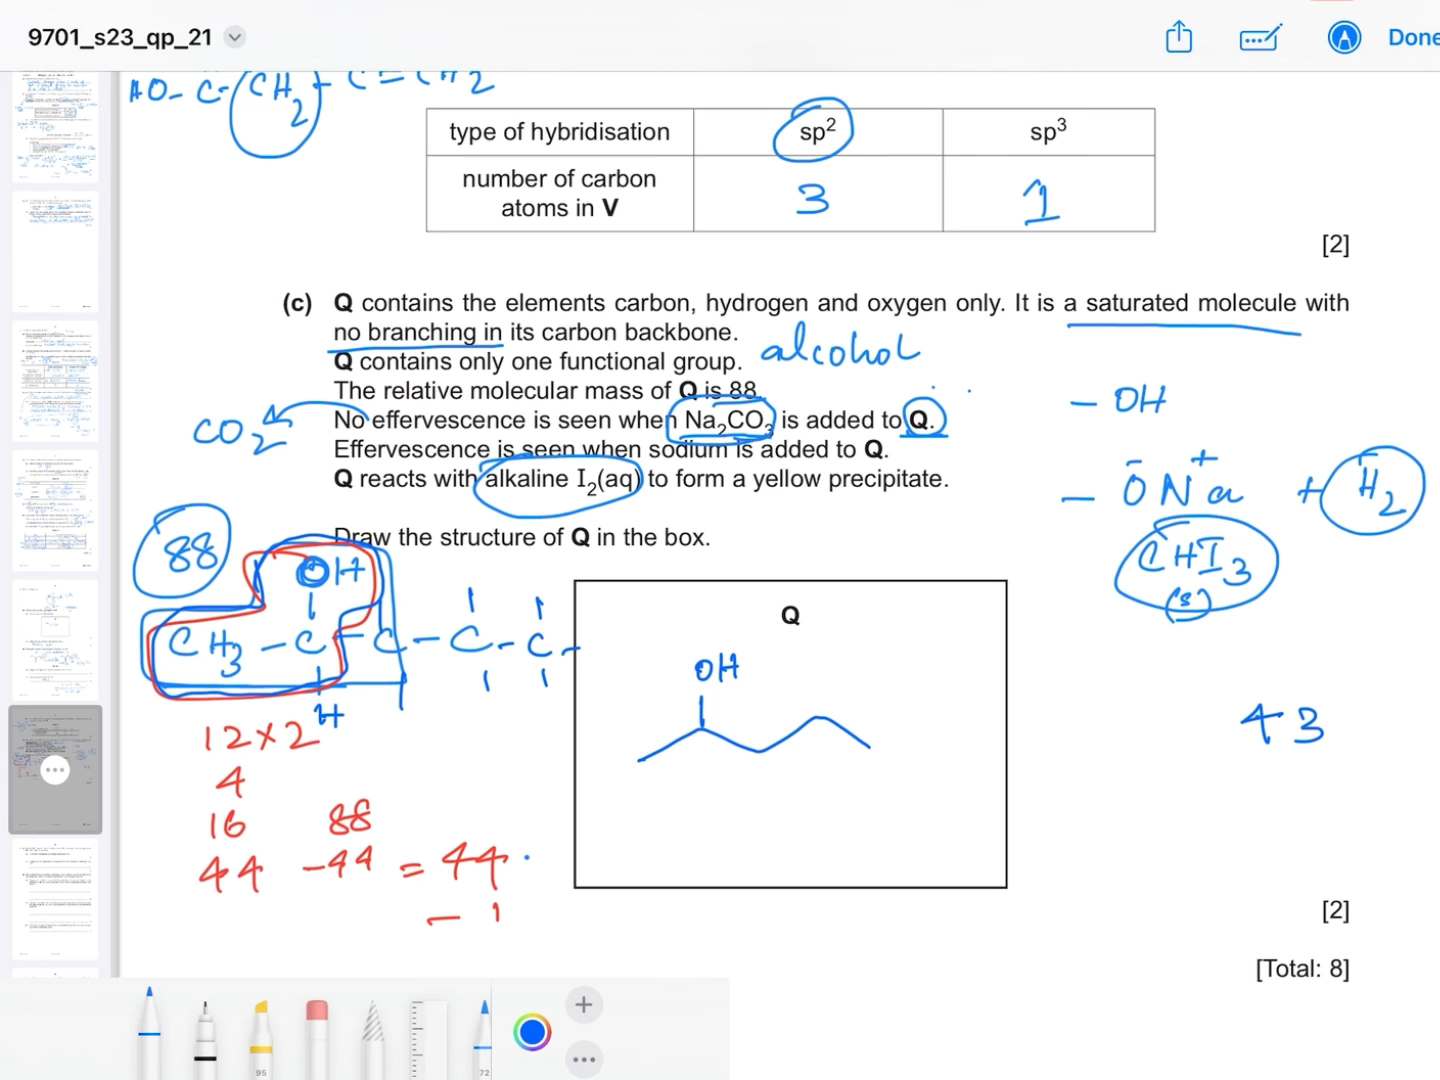 9701_s23_qp_21
Done
HO - C - CH2 + C = CH2
type of hybridisation sp2 sp3
number of carbon atoms in V 3 1
[2]
(c) Q contains the elements carbon, hydrogen and oxygen only. It is a saturated molecule with
no branching in its carbon backbone.
Q contains only one functional group. alcohol
The relative molecular mass of Q is 88.
No effervescence is seen when Na2CO3 is added to Q.
CO2
Effervescence is seen when sodium is added to Q.
Q reacts with alkaline I2(aq) to form a yellow precipitate.
- OH
- O⁻Na⁺ + H2
CHI3
(s)
Draw the structure of Q in the box.
88
OH
CH3 - C - C - C - C -
H
12 × 2
4
16 88
44 - 44 = 44
- 1
Q
OH
43
[2]
[Total: 8]
95
72